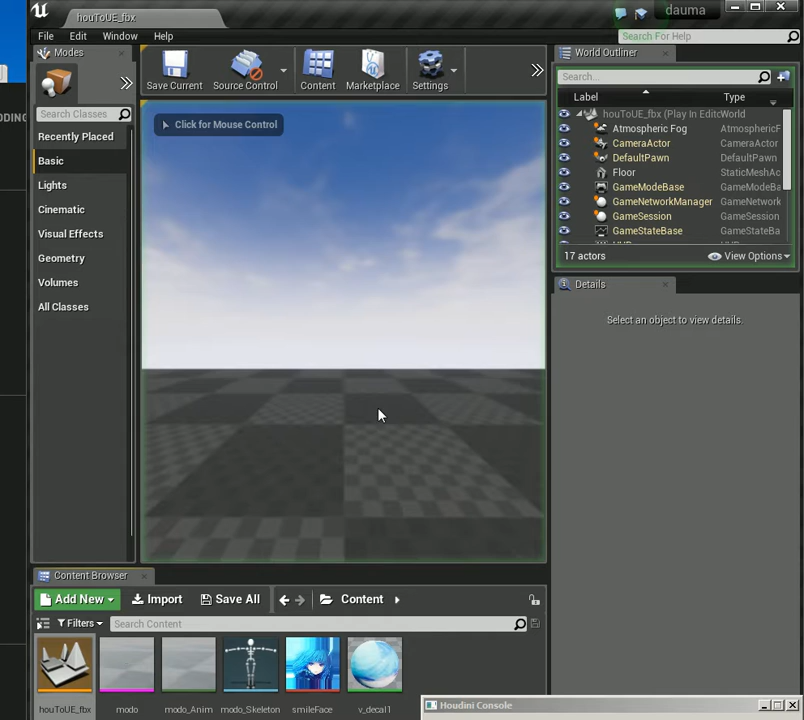 houToUE_fbx
dauma
File Edit Window Help
Search For Help
Modes
Search Classes
Recently Placed
Basic
Lights
Cinematic
Visual Effects
Geometry
Volumes
All Classes
Save Current
Source Control
Content
Marketplace
Settings
Click for Mouse Control
World Outliner
Search...
Label Type
houToUE_fbx (Play In Editc World
Atmospheric Fog AtmosphericF
CameraActor CameraActor
DefaultPawn DefaultPawn
Floor StaticMeshAc
GameModeBase GameModeBa
GameNetworkManager GameNetwork
GameSession GameSession
GameStateBase GameStateBa
17 actors View Options
Details
Select an object to view details.
Content Browser
Add New Import Save All Content
Filters Search Content
houToUE_fbx
modo
modo_Anim
modo_Skeleton
smileFace
v_decal1
Houdini Console